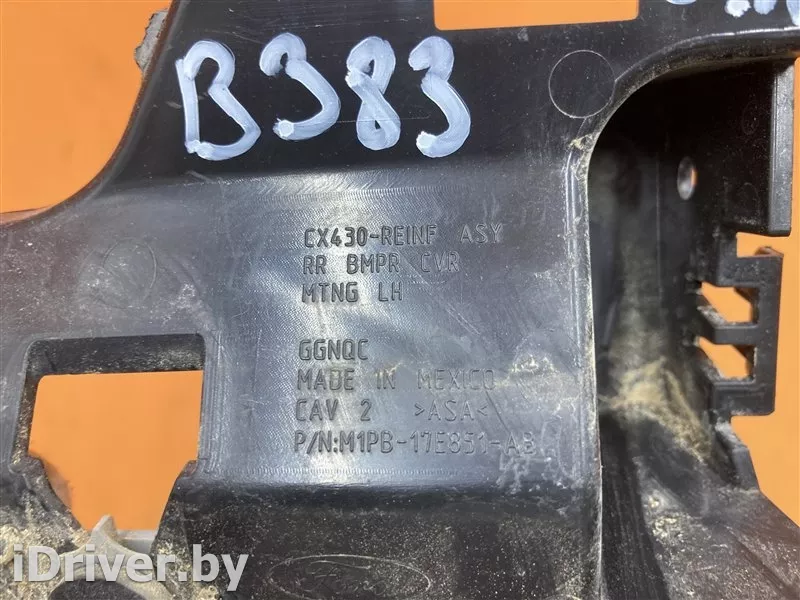 B383
CX430-REINF ASY
RR BMPR CVR
MTNG LH
GGNQC
MADE IN MEXICO
CAV 2 >ASA<
P/N:M1PB-17E851-AB
Ford
iDriver.by